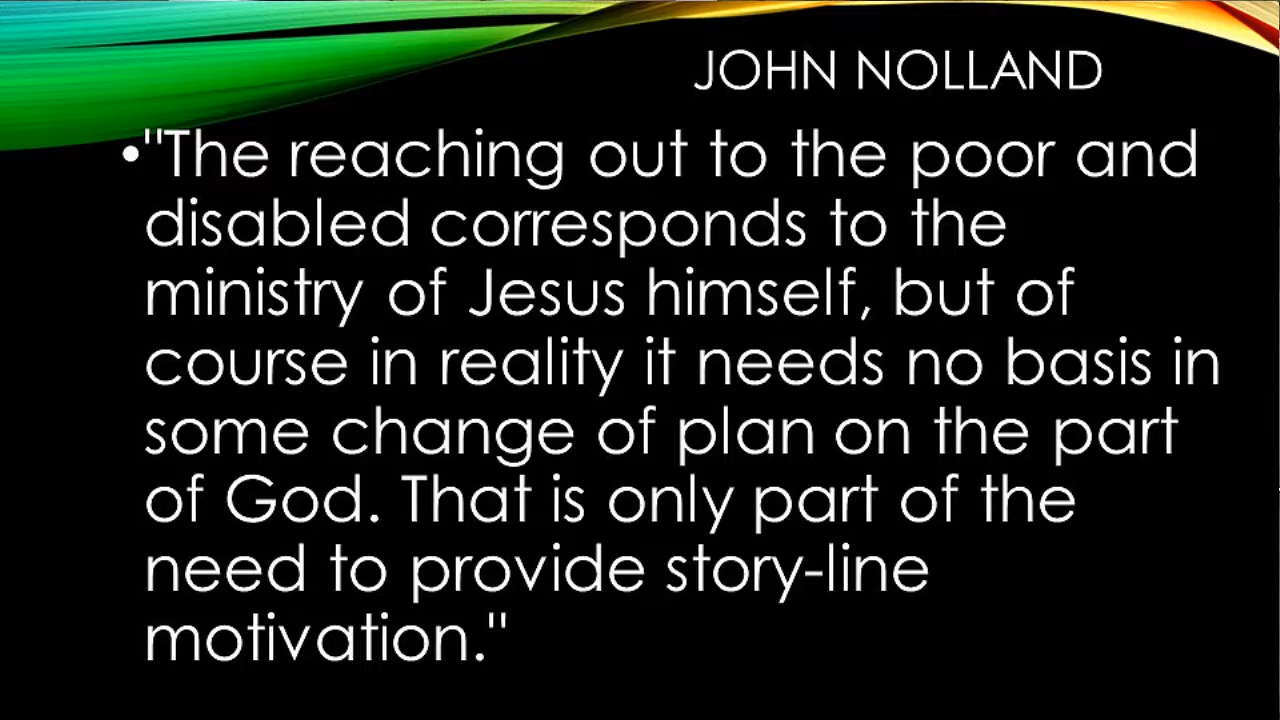 JOHN NOLLAND
•"The reaching out to the poor and
disabled corresponds to the
ministry of Jesus himself, but of
course in reality it needs no basis in
some change of plan on the part
of God. That is only part of the
need to provide story-line
motivation."